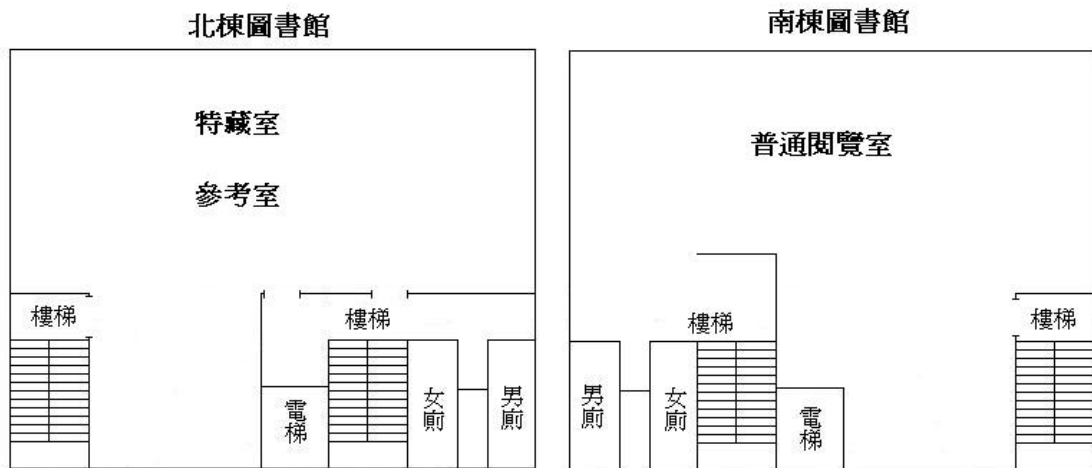 北棟圖書館
特藏室
參考室
樓梯
樓梯
電梯
女廁
男廁
南棟圖書館
普通閱覽室
樓梯
樓梯
男廁
女廁
電梯